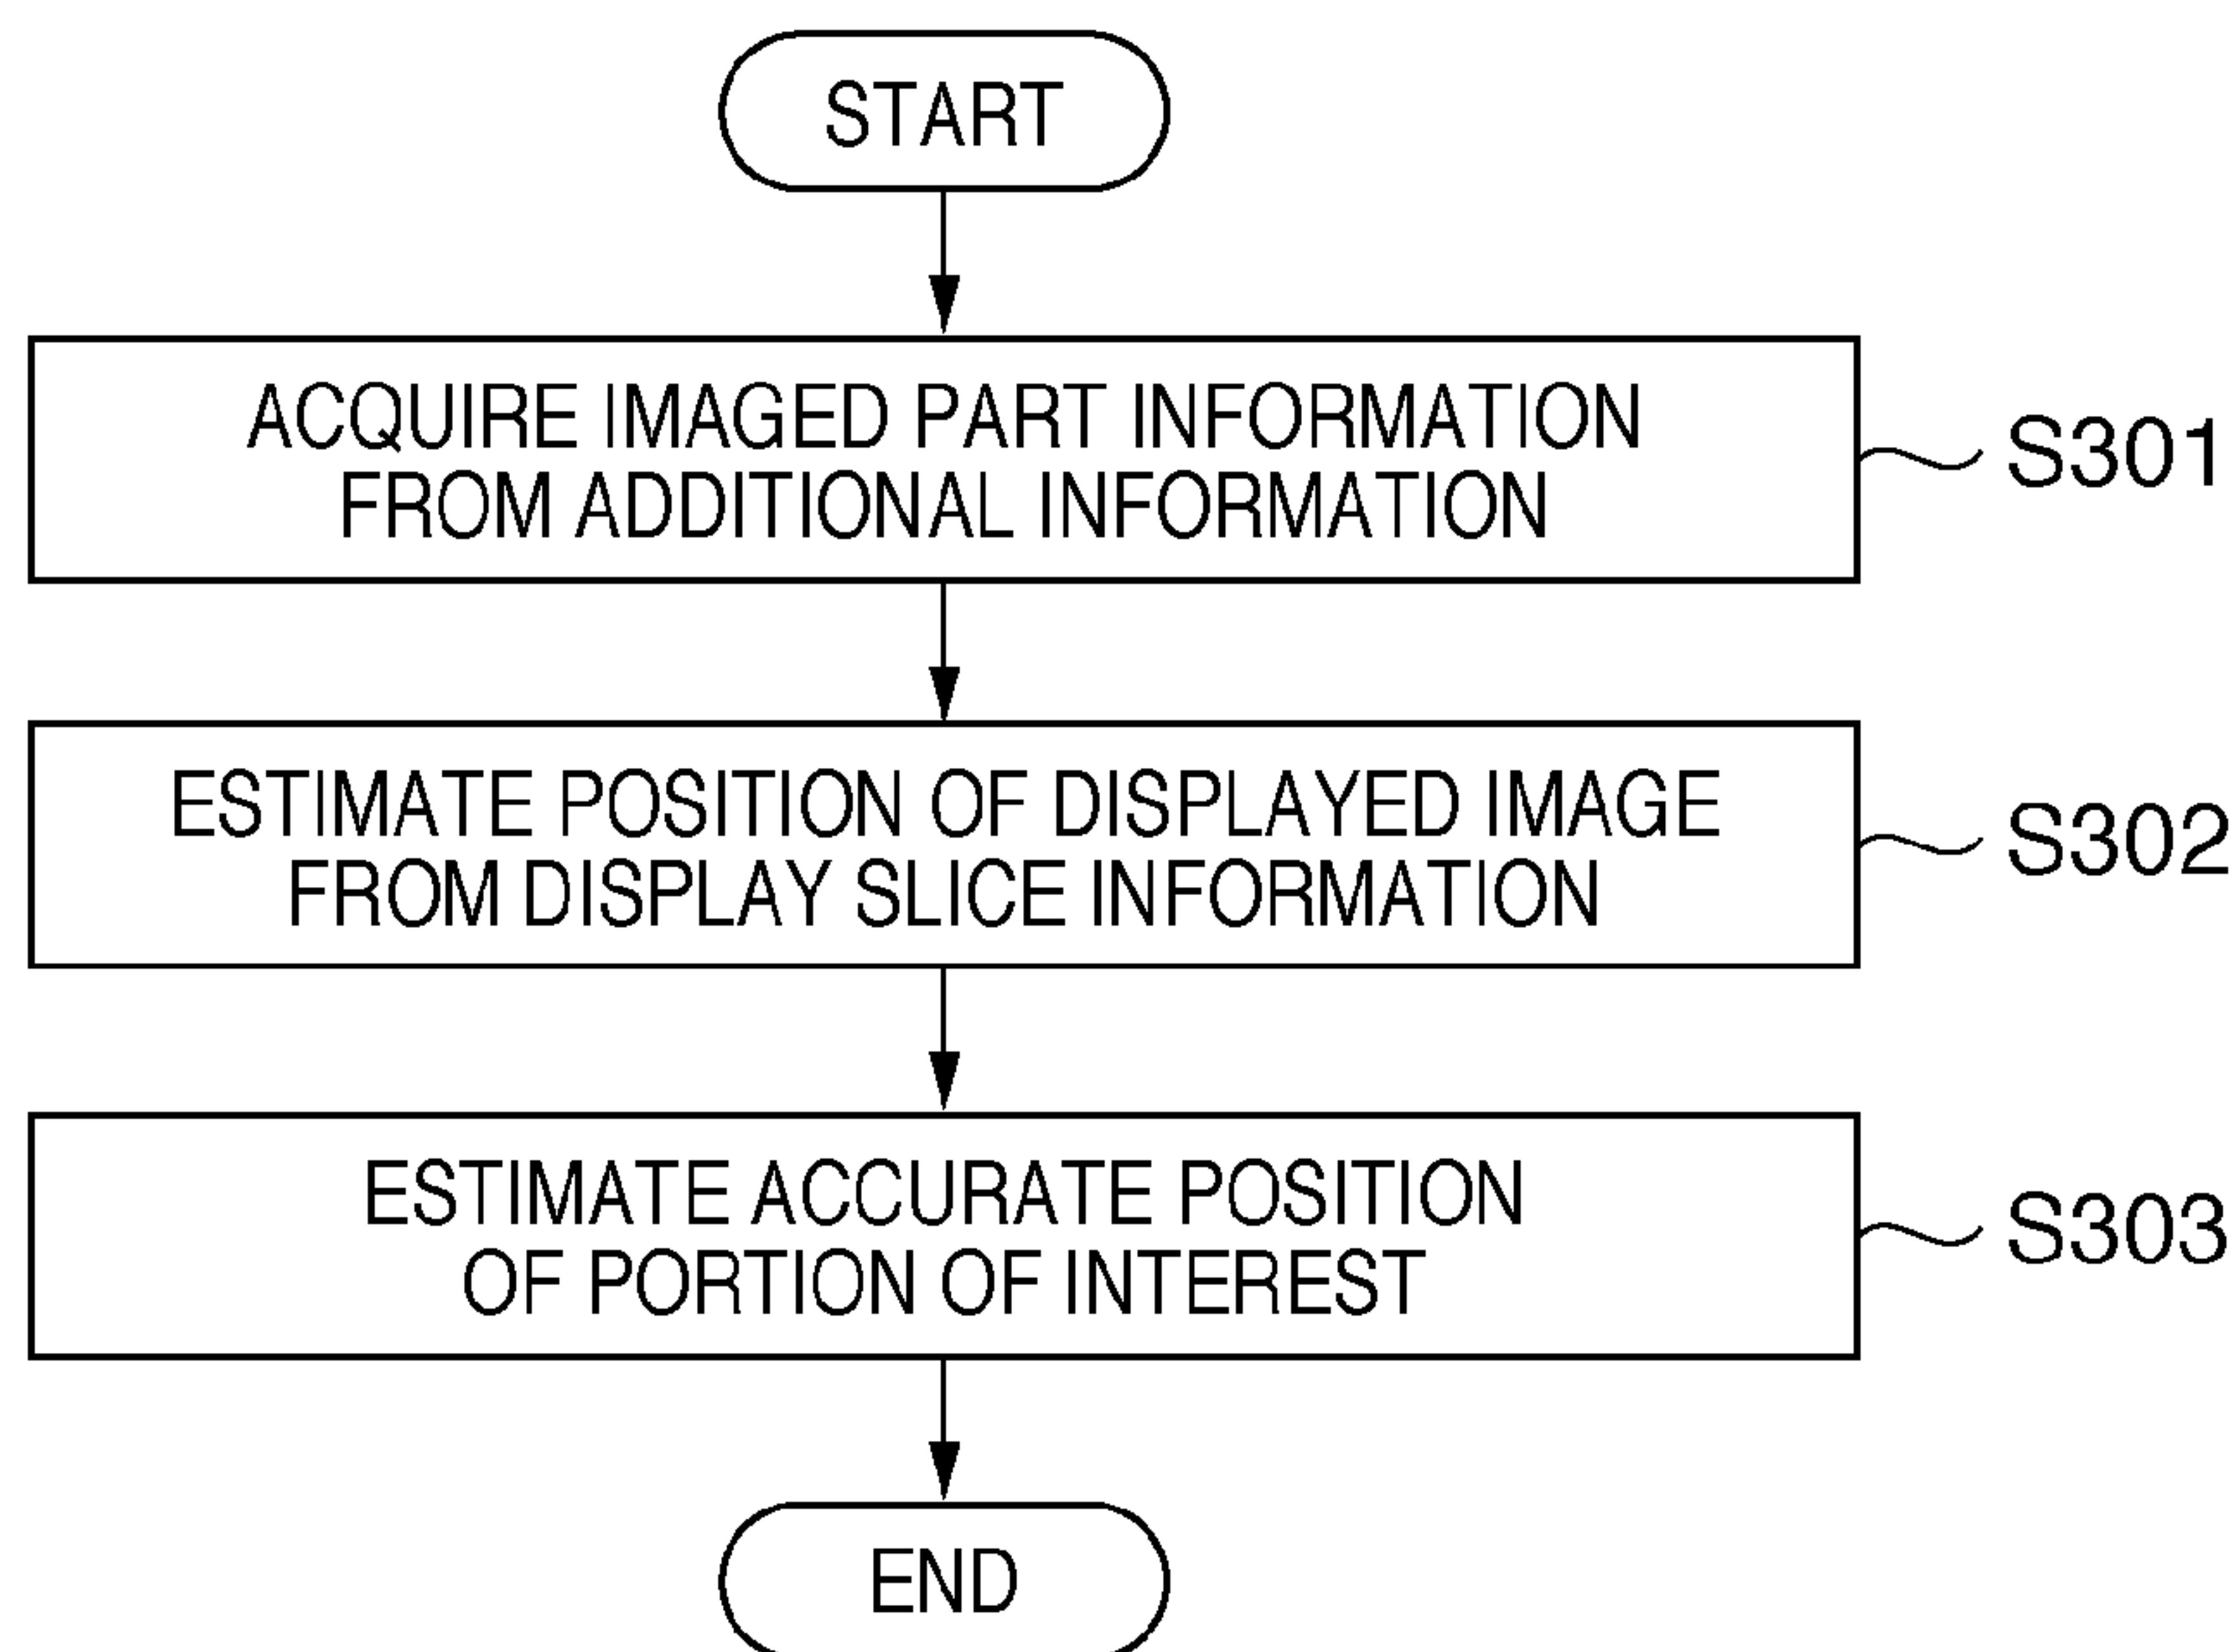 START
ACQUIRE IMAGED PART INFORMATION
FROM ADDITIONAL INFORMATION
S301
ESTIMATE POSITION OF DISPLAYED IMAGE
FROM DISPLAY SLICE INFORMATION
S302
ESTIMATE ACCURATE POSITION
OF PORTION OF INTEREST
S303
END